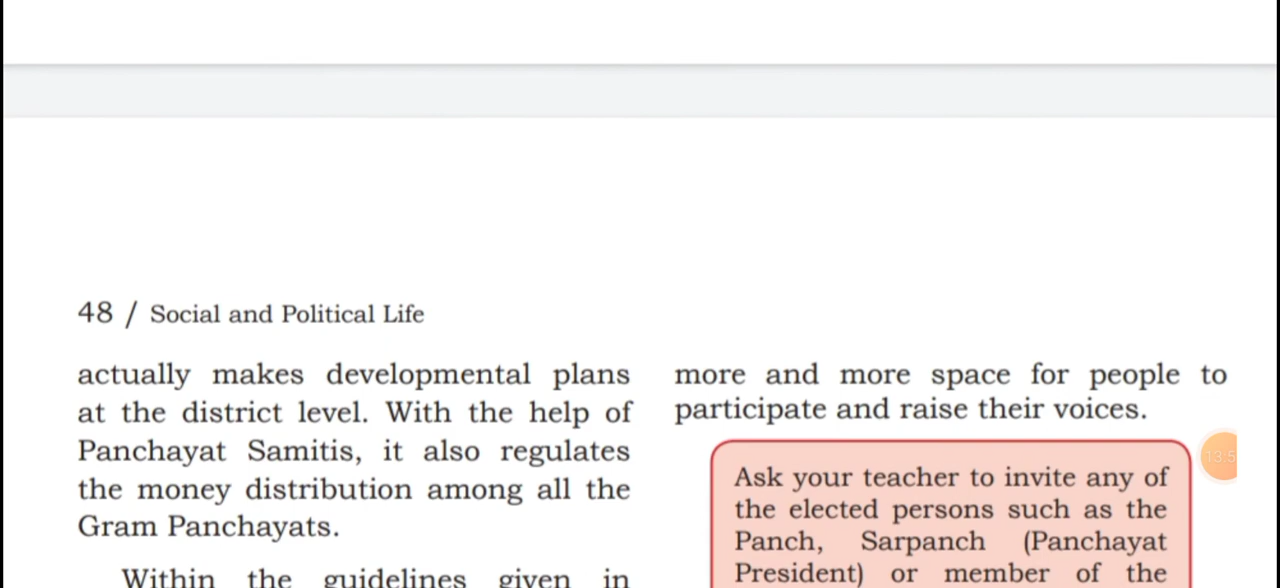 48 / Social and Political Life
actually makes developmental plans
at the district level. With the help of
Panchayat Samitis, it also regulates
the money distribution among all the
Gram Panchayats.
Within the guidelines given in
more and more space for people to
participate and raise their voices.
Ask your teacher to invite any of
the elected persons such as the
Panch, Sarpanch (Panchayat
President) or member of the
13:5